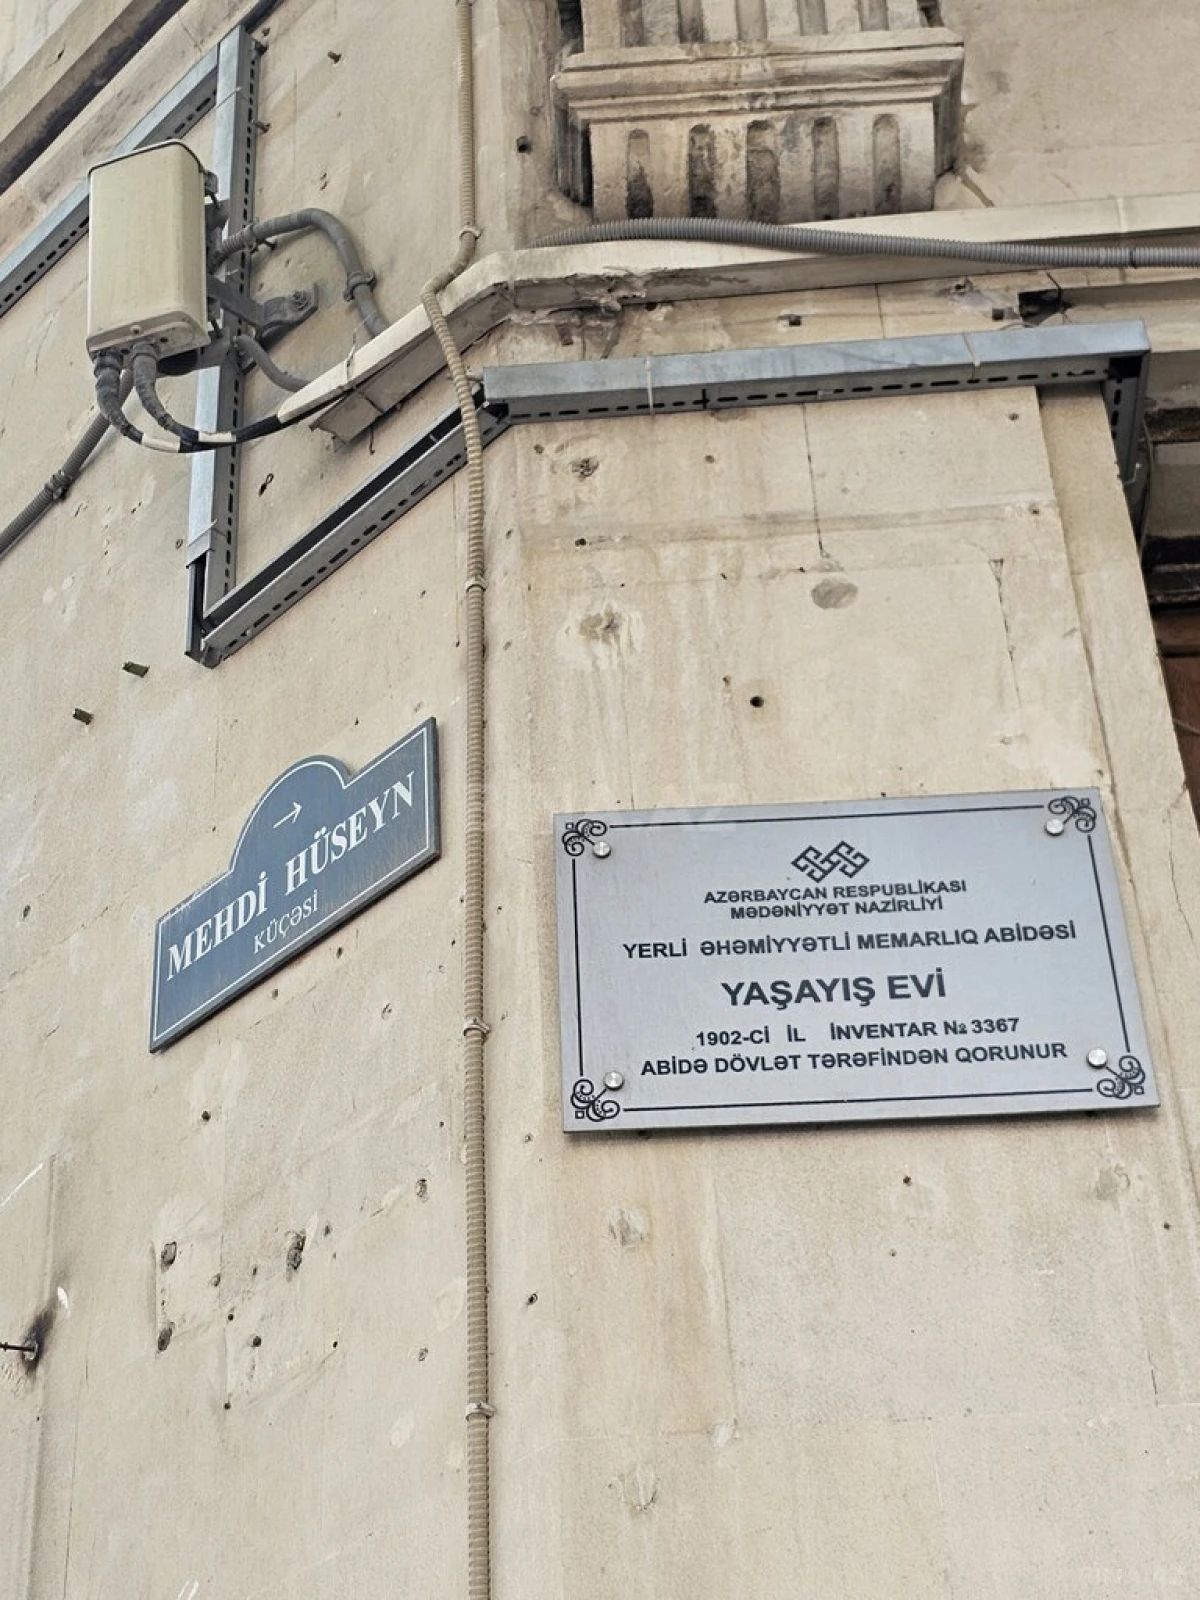 MEHDİ HÜSEYN
KÜÇƏSİ
AZƏRBAYCAN RESPUBLİKASI
MƏDƏNİYYƏT NAZİRLİYİ
YERLİ ƏHƏMİYYƏTLİ MEMARLIQ ABİDƏSİ
YAŞAYIŞ EVİ
1902-Cİ İL İNVENTAR № 3367
ABİDƏ DÖVLƏT TƏRƏFİNDƏN QORUNUR